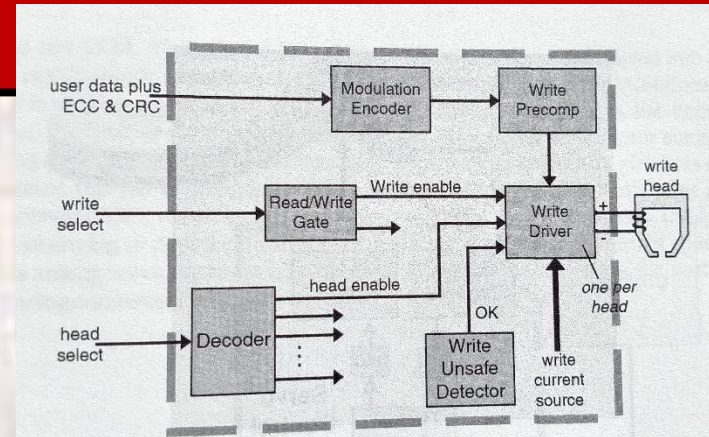 user data plus
ECC & CRC
Modulation
Encoder
Write
Precomp
write
head
write
select
Read/Write
Gate
Write enable
Write
Driver
+
-
one per
head
head enable
head
select
Decoder
OK
Write
Unsafe
Detector
write
current
source